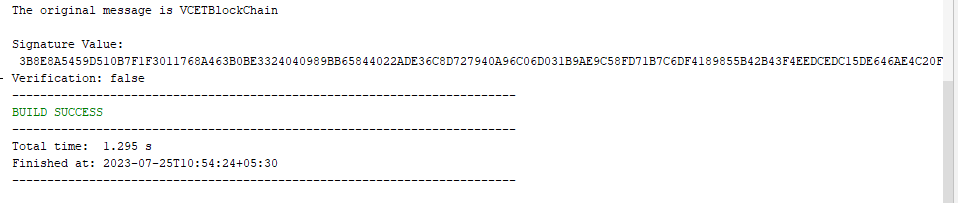 The original message is VCETBlockChain
Signature Value:
3B8E8A5459D510B7F1F3011768A463B0BE3324040989BB65844022ADE36C8D727940A96C06D031B9AE9C58FD71B7C6DF4189855B42B43F4EEDCEDC15DE646AE4C20F
Verification: false
------------------------------------------------------------------------
BUILD SUCCESS
------------------------------------------------------------------------
Total time:  1.295 s
Finished at: 2023-07-25T10:54:24+05:30
------------------------------------------------------------------------